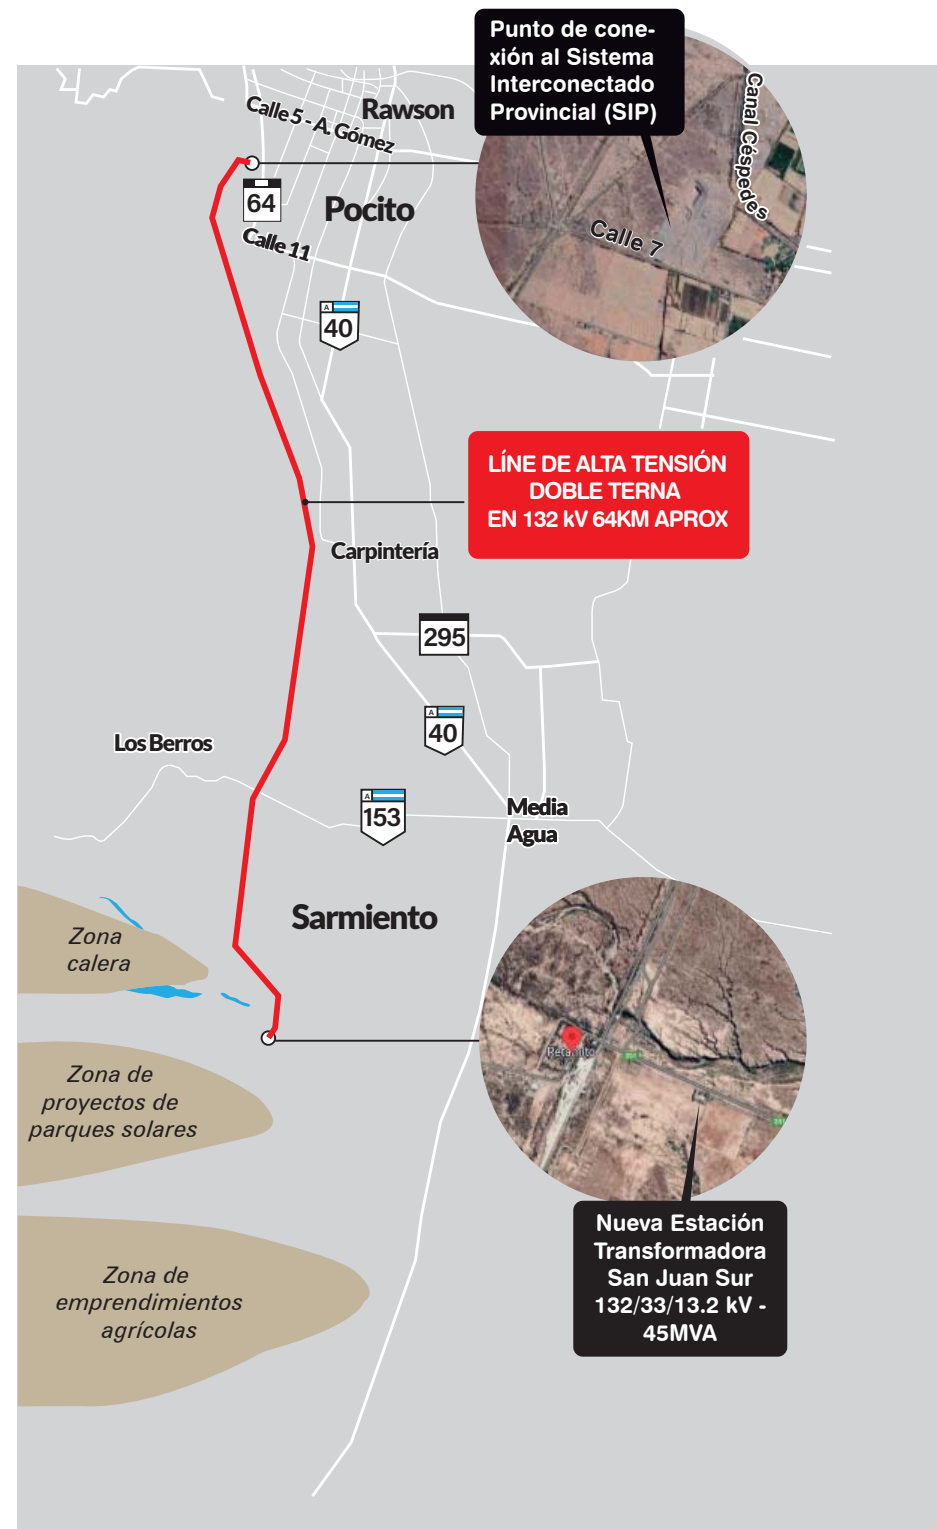 Punto de cone-
xión al Sistema
Interconectado
Provincial (SIP)
Canal Céspedes
Calle 7
Rawson
Calle 5 - A. Gómez
64
Pocito
Calle 11
A
40
LÍNE DE ALTA TENSIÓN
DOBLE TERNA
EN 132 kV 64KM APROX
Carpintería
295
A
40
Los Berros
A
153
Media
Agua
Sarmiento
Zona
calera
Retamito
Zona de
proyectos de
parques solares
Nueva Estación
Transformadora
San Juan Sur
132/33/13.2 kV -
45MVA
Zona de
emprendimientos
agrícolas